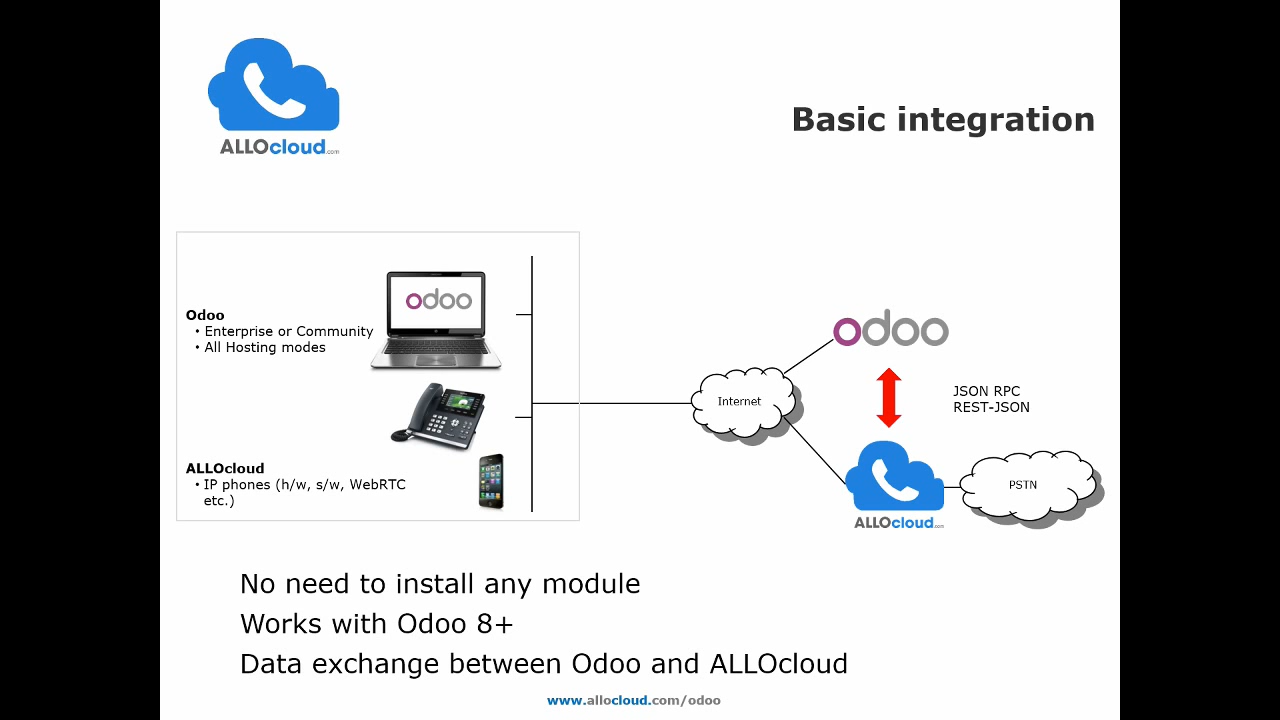 ALLOcloud.com
Basic integration
odoo
Odoo
• Enterprise or Community
• All Hosting modes
ALLOcloud
• IP phones (h/w, s/w, WebRTC
etc.)
Internet
odoo
JSON RPC
REST-JSON
ALLOcloud.com
PSTN
No need to install any module
Works with Odoo 8+
Data exchange between Odoo and ALLOcloud
www.allocloud.com/odoo